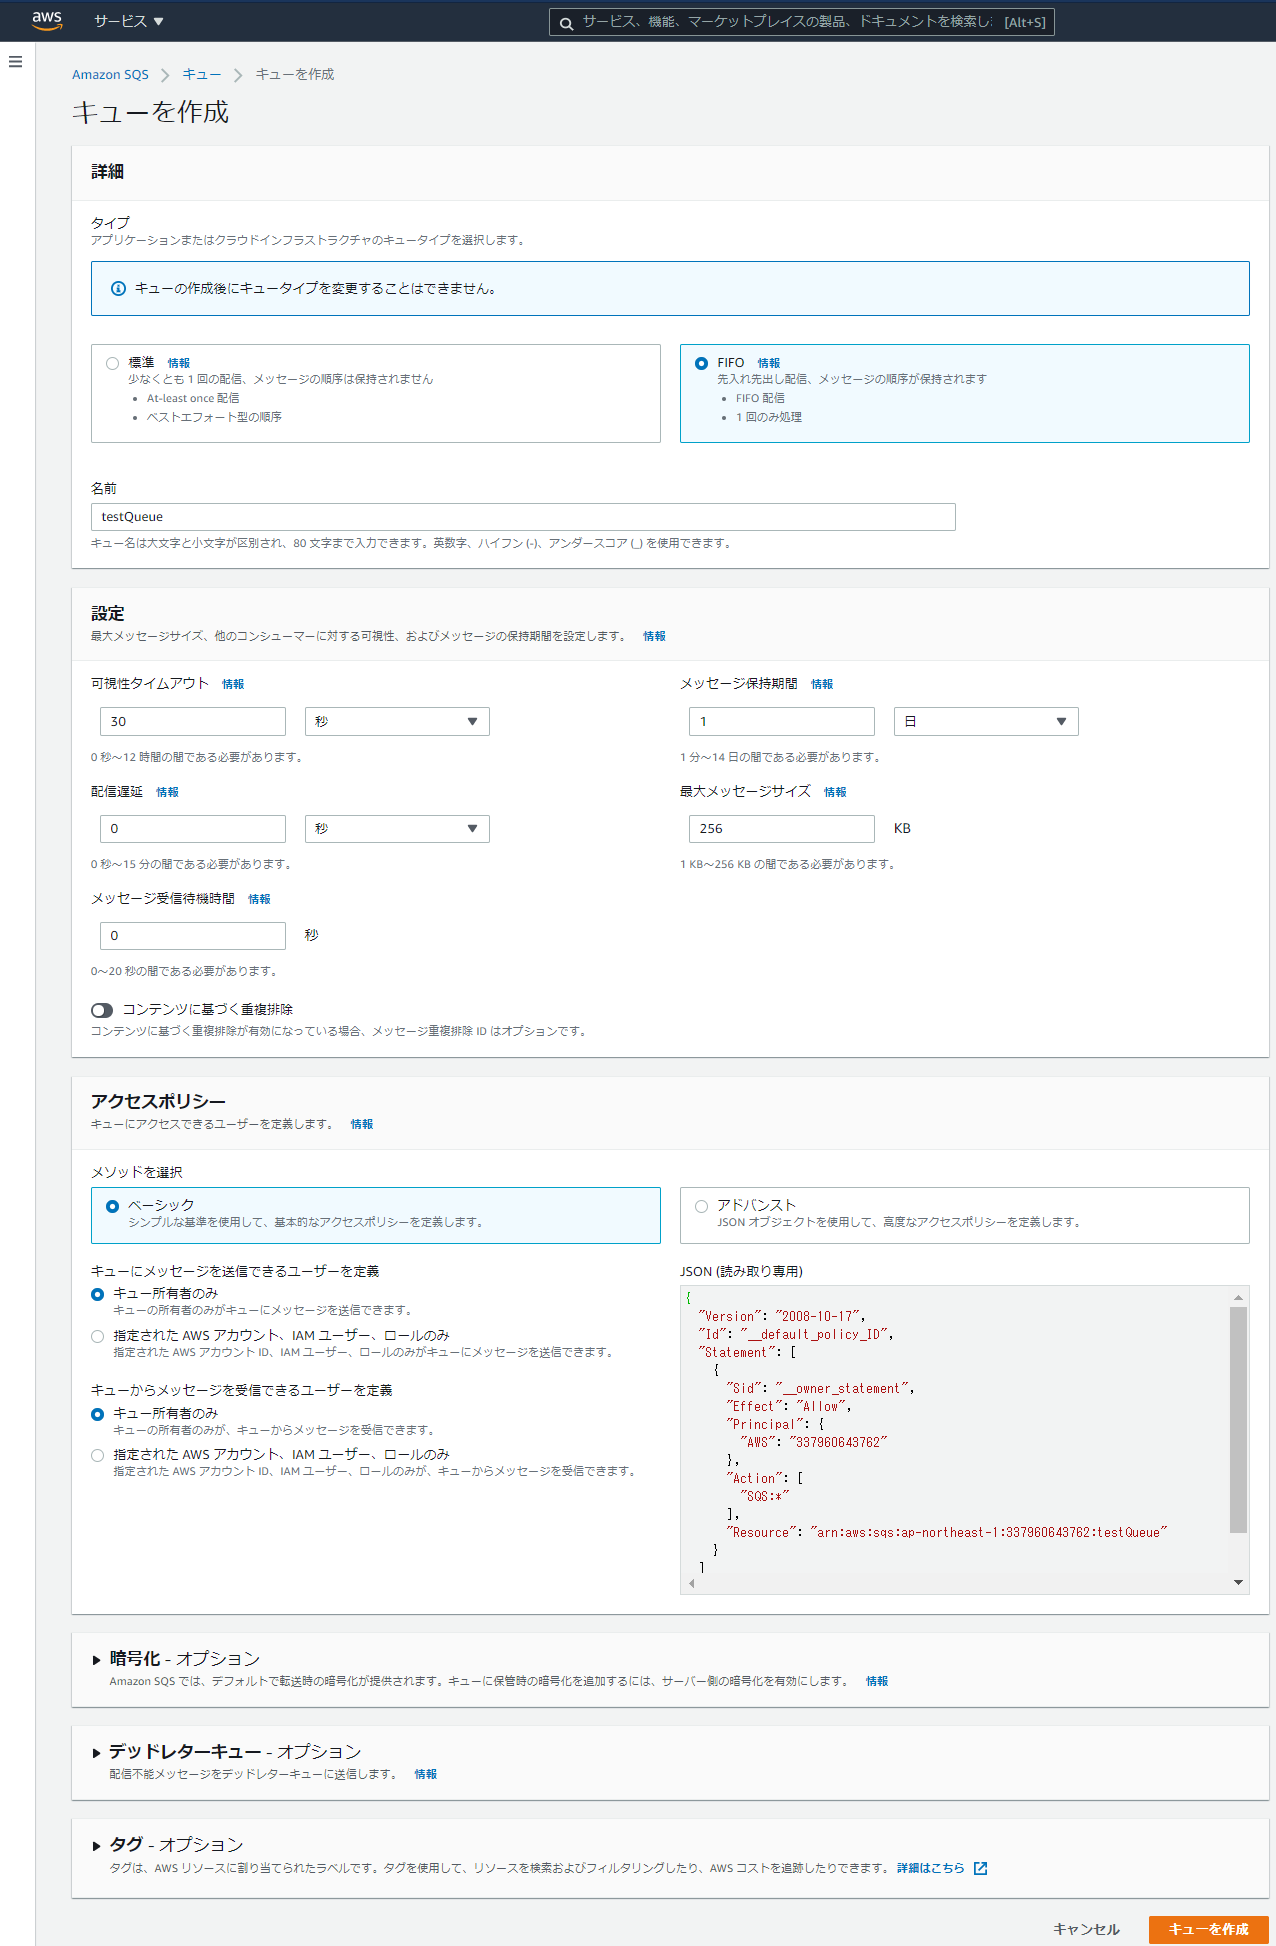 aws
サービス ▼
サービス、機能、マーケットプレイスの製品、ドキュメントを検索し [Alt+S]
Amazon SQS > キュー > キューを作成
キューを作成
詳細
タイプ
アプリケーションまたはクラウドインフラストラクチャのキュータイプを選択します。
キューの作成後にキュータイプを変更することはできません。
標準 情報
少なくとも 1 回の配信、メッセージの順序は保持されません
• At-least once 配信
• ベストエフォート型の順序
FIFO 情報
先入れ先出し配信、メッセージの順序が保持されます
• FIFO 配信
• 1 回のみ処理
名前
testQueue
キュー名は大文字と小文字が区別され、80 文字まで入力できます。英数字、ハイフン (-)、アンダースコア (_) を使用できます。
設定
最大メッセージサイズ、他のコンシューマーに対する可視性、およびメッセージの保持期間を設定します。 情報
可視性タイムアウト 情報
30 秒
0 秒～12 時間の間である必要があります。
メッセージ保持期間 情報
1 日
1 分～14 日の間である必要があります。
配信遅延 情報
0 秒
0 秒～15 分の間である必要があります。
最大メッセージサイズ 情報
256 KB
1 KB～256 KB の間である必要があります。
メッセージ受信待機時間 情報
0 秒
0～20 秒の間である必要があります。
コンテンツに基づく重複排除
コンテンツに基づく重複排除が有効になっている場合、メッセージ重複排除 ID はオプションです。
アクセスポリシー
キューにアクセスできるユーザーを定義します。 情報
メソッドを選択
ベーシック
シンプルな基準を使用して、基本的なアクセスポリシーを定義します。
アドバンスト
JSON オブジェクトを使用して、高度なアクセスポリシーを定義します。
キューにメッセージを送信できるユーザーを定義
キュー所有者のみ
キューの所有者のみがキューにメッセージを送信できます。
指定された AWS アカウント、IAM ユーザー、ロールのみ
指定された AWS アカウント ID、IAM ユーザー、ロールのみがキューにメッセージを送信できます。
キューからメッセージを受信できるユーザーを定義
キュー所有者のみ
キューの所有者のみが、キューからメッセージを受信できます。
指定された AWS アカウント、IAM ユーザー、ロールのみ
指定された AWS アカウント ID、IAM ユーザー、ロールのみが、キューからメッセージを受信できます。
JSON (読み取り専用)
{
"Version": "2008-10-17",
"Id": "__default_policy_ID",
"Statement": [
{
"Sid": "__owner_statement",
"Effect": "Allow",
"Principal": {
"AWS": "337960643762"
},
"Action": [
"SQS:*"
],
"Resource": "arn:aws:sqs:ap-northeast-1:337960643762:testQueue"
}
]
暗号化 - オプション
Amazon SQS では、デフォルトで転送時の暗号化が提供されます。キューに保管時の暗号化を追加するには、サーバー側の暗号化を有効にします。 情報
デッドレターキュー - オプション
配信不能メッセージをデッドレターキューに送信します。 情報
タグ - オプション
タグは、AWS リソースに割り当てられたラベルです。タグを使用して、リソースを検索およびフィルタリングしたり、AWS コストを追跡したりできます。 詳細はこちら
キャンセル
キューを作成